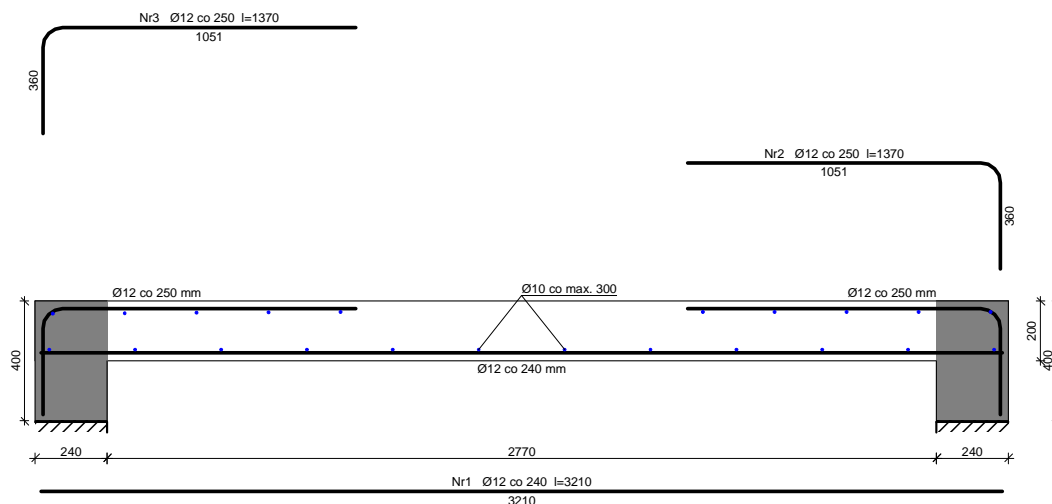 Nr3 Ø12 co 250 l=1370
1051
360
Nr2 Ø12 co 250 l=1370
1051
360
Ø12 co 250 mm
Ø10 co max. 300
Ø12 co 250 mm
400
200
400
Ø12 co 240 mm
240
2770
240
Nr1 Ø12 co 240 l=3210
3210